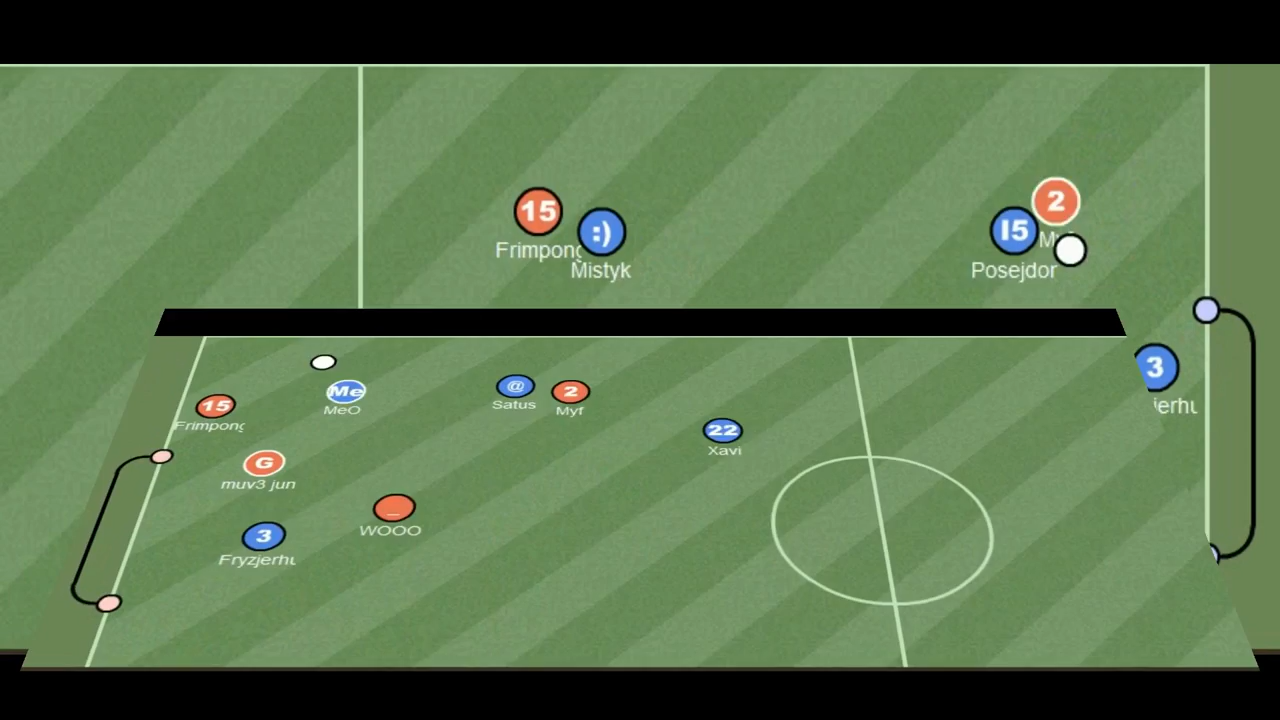 15
Frimpong
:)
Mistyk
I5
Posejdor
2
3
Me
MeO
@
Satus
2
Myf
15
Frimpong
22
Xavi
G
muv3 jun
_
WOOO
3
Fryzjerhu